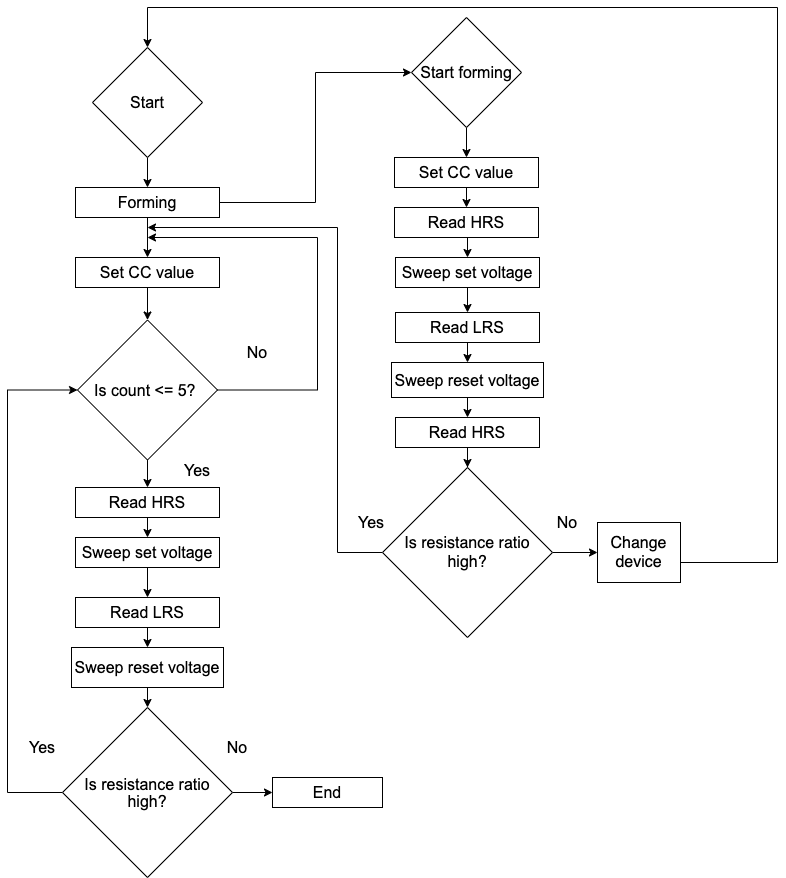 Start
Forming
Set CC value
No
Is count <= 5?
Yes
Read HRS
Sweep set voltage
Read LRS
Sweep reset voltage
Yes
No
Is resistance ratio
high?
End
Start forming
Set CC value
Read HRS
Sweep set voltage
Read LRS
Sweep reset voltage
Read HRS
Yes
No
Is resistance ratio
high?
Change
device